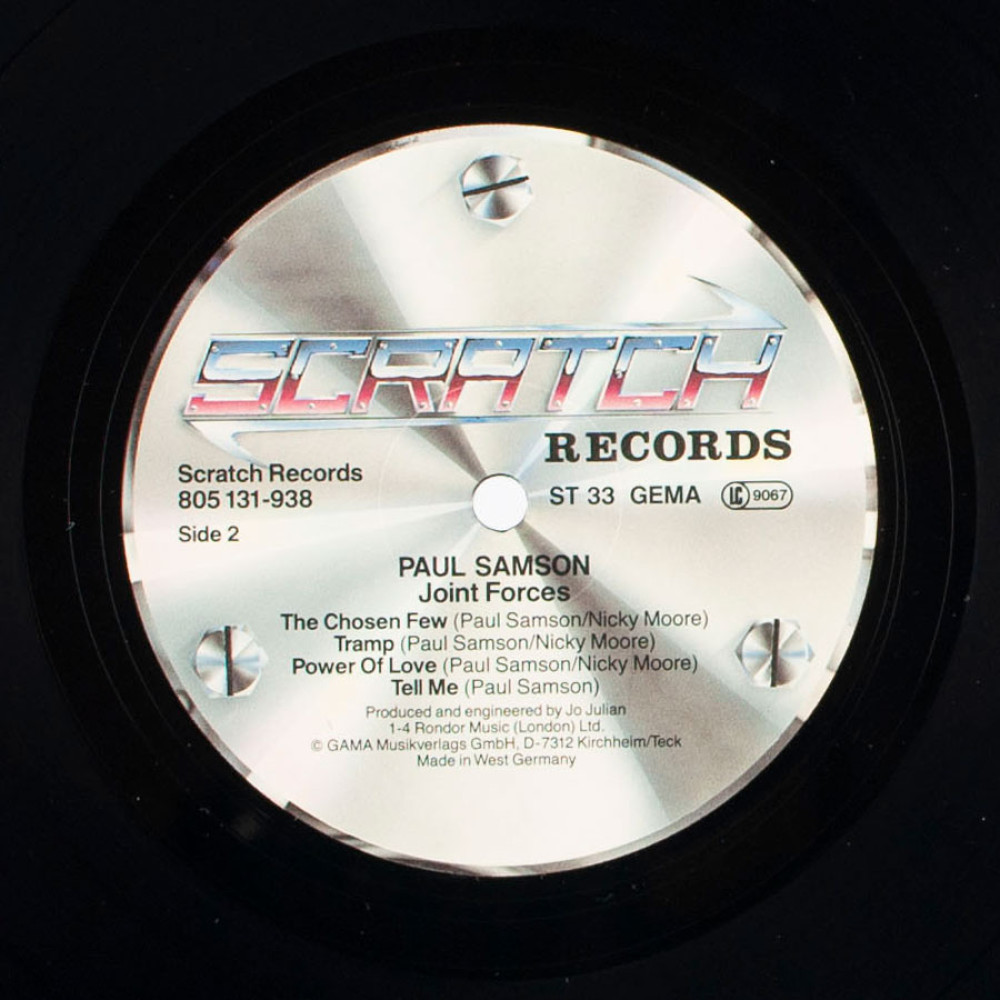 SCRATCH
RECORDS
Scratch Records
805 131-938
Side 2
ST 33 GEMA LC 9067
PAUL SAMSON
Joint Forces
The Chosen Few (Paul Samson/Nicky Moore)
Tramp (Paul Samson/Nicky Moore)
Power Of Love (Paul Samson/Nicky Moore)
Tell Me (Paul Samson)
Produced and engineered by Jo Julian
1-4 Rondor Music (London) Ltd.
© GAMA Musikverlags GmbH, D-7312 Kirchheim/Teck
Made in West Germany